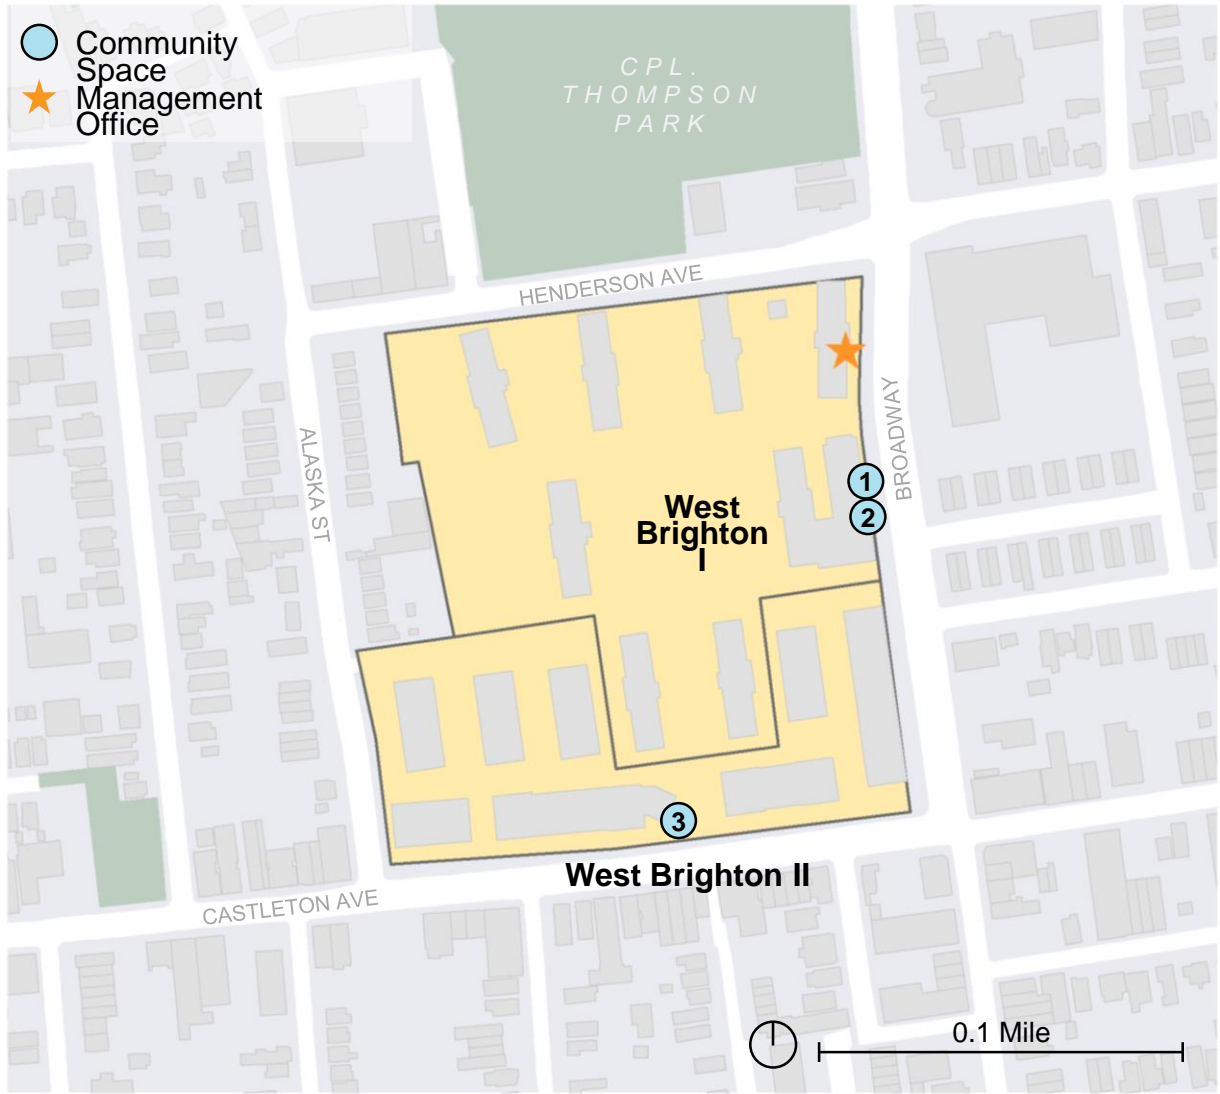 Community
Space
Management
Office
CPL.
THOMPSON
PARK
HENDERSON AVE
ALASKA ST
BROADWAY
West
Brighton
I
1
2
3
West Brighton II
CASTLETON AVE
0.1 Mile